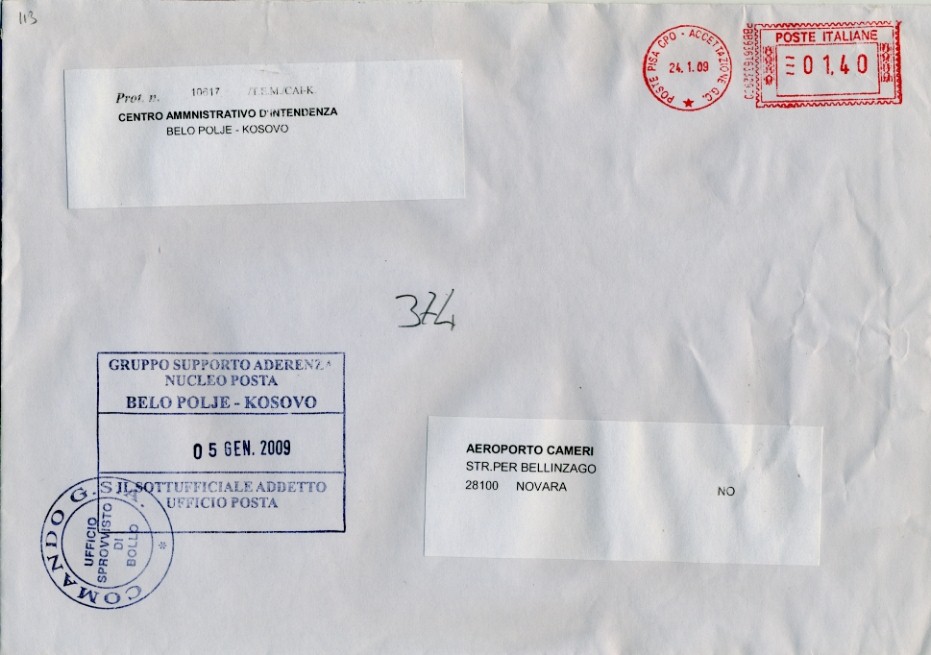 113
POSTE PISA CPO - ACCETTAZIONE G.C.
24.1.09
POSTE ITALIANE
01,40
Prot. n. 10617
CENTRO AMMNISTRATIVO D'INTENDENZA
BELO POLJE - KOSOVO
374
GRUPPO SUPPORTO ADERENZA
NUCLEO POSTA
BELO POLJE - KOSOVO
05 GEN. 2009
IL SOTTUFFICIALE ADDETTO
UFFICIO POSTA
COMANDO G.S.A.
UFFICIO
SPROVVISTO
DI
BOLLO
AEROPORTO CAMERI
STR.PER BELLINZAGO
28100 NOVARA NO